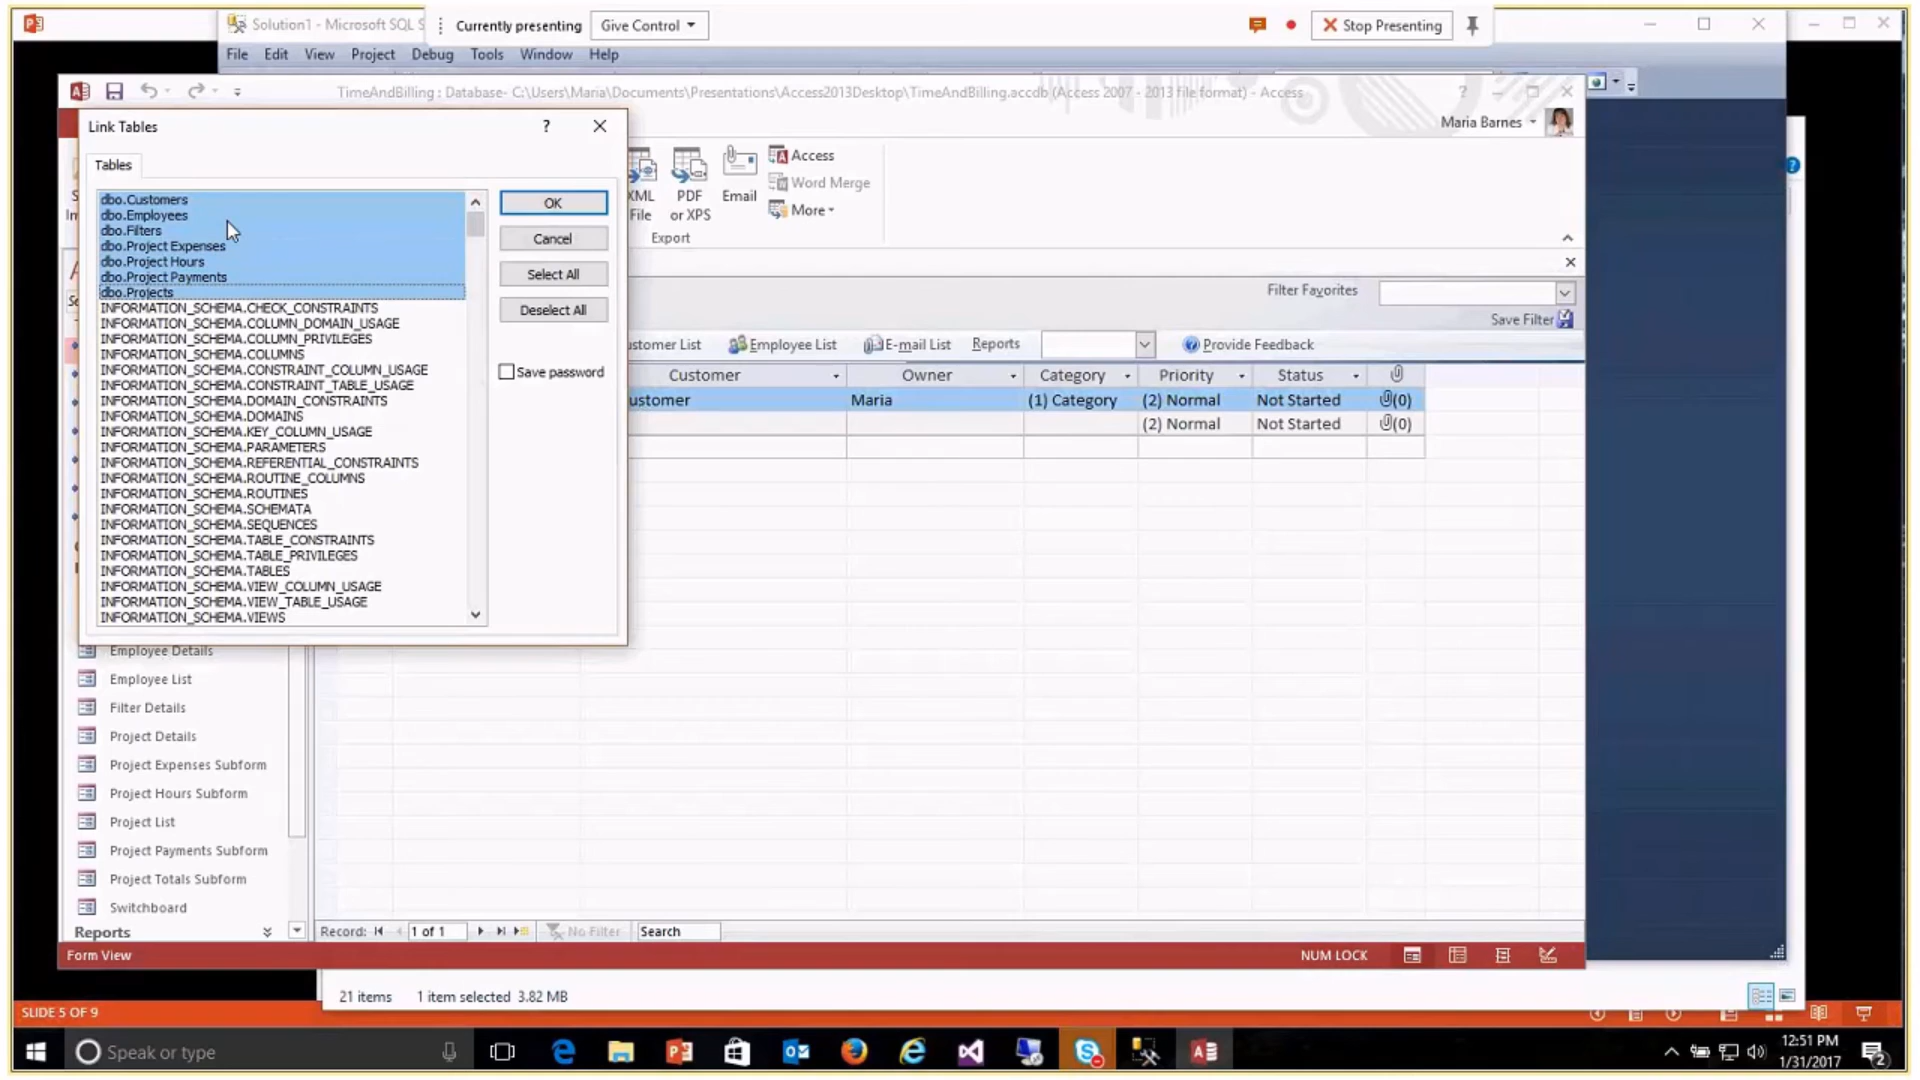 Solution1 - Microsoft SQL S
Currently presenting
Give Control
Stop Presenting
File Edit View Project Debug Tools Window Help
TimeAndBilling : Database- C:\Users\Maria\Documents\Presentations\Access2013Desktop\TimeAndBilling.accdb (Access 2007 - 2013 file format) - Access
Maria Barnes
Link Tables
Tables
dbo.Customers
dbo.Employees
dbo.Filters
dbo.Project Expenses
dbo.Project Hours
dbo.Project Payments
dbo.Projects
INFORMATION_SCHEMA.CHECK_CONSTRAINTS
INFORMATION_SCHEMA.COLUMN_DOMAIN_USAGE
INFORMATION_SCHEMA.COLUMN_PRIVILEGES
INFORMATION_SCHEMA.COLUMNS
INFORMATION_SCHEMA.CONSTRAINT_COLUMN_USAGE
INFORMATION_SCHEMA.CONSTRAINT_TABLE_USAGE
INFORMATION_SCHEMA.DOMAIN_CONSTRAINTS
INFORMATION_SCHEMA.DOMAINS
INFORMATION_SCHEMA.KEY_COLUMN_USAGE
INFORMATION_SCHEMA.PARAMETERS
INFORMATION_SCHEMA.REFERENTIAL_CONSTRAINTS
INFORMATION_SCHEMA.ROUTINE_COLUMNS
INFORMATION_SCHEMA.ROUTINES
INFORMATION_SCHEMA.SCHEMATA
INFORMATION_SCHEMA.SEQUENCES
INFORMATION_SCHEMA.TABLE_CONSTRAINTS
INFORMATION_SCHEMA.TABLE_PRIVILEGES
INFORMATION_SCHEMA.TABLES
INFORMATION_SCHEMA.VIEW_COLUMN_USAGE
INFORMATION_SCHEMA.VIEW_TABLE_USAGE
INFORMATION_SCHEMA.VIEWS
OK
Cancel
Select All
Deselect All
Save password
XML File
PDF or XPS
Email
Access
Word Merge
More
Export
Filter Favorites
Save Filter
ustomer List Employee List E-mail List Reports Provide Feedback
Customer Owner Category Priority Status
ustomer Maria (1) Category (2) Normal Not Started (0)
(2) Normal Not Started (0)
Employee Details
Employee List
Filter Details
Project Details
Project Expenses Subform
Project Hours Subform
Project List
Project Payments Subform
Project Totals Subform
Switchboard
Reports
Record: 1 of 1 No Filter Search
Form View
NUM LOCK
21 items 1 item selected 3.82 MB
SLIDE 5 OF 9
Speak or type
12:51 PM
1/31/2017
2